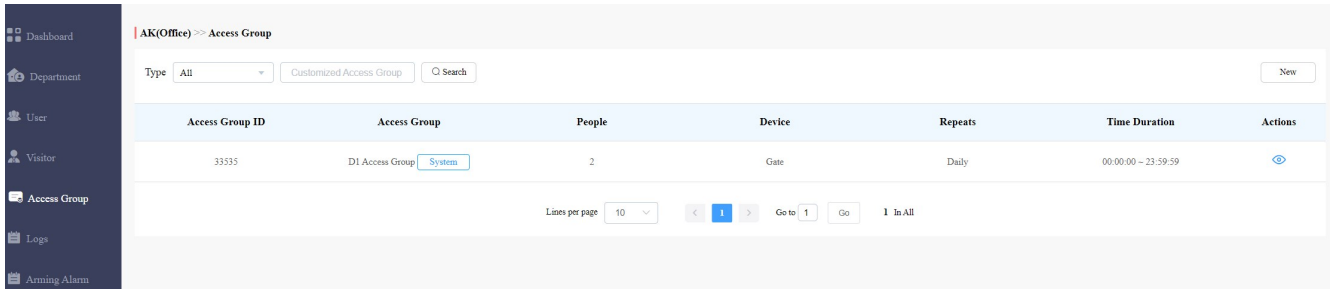 Dashboard
Department
User
Visitor
Access Group
Logs
Arming Alarm
AK(Office) >> Access Group
Type All Customized Access Group Search New
Access Group ID Access Group People Device Repeats Time Duration Actions
33535 D1 Access Group System 2 Gate Daily 00:00:00 ~ 23:59:59
Lines per page 10 < 1 > Go to 1 Go 1 In All